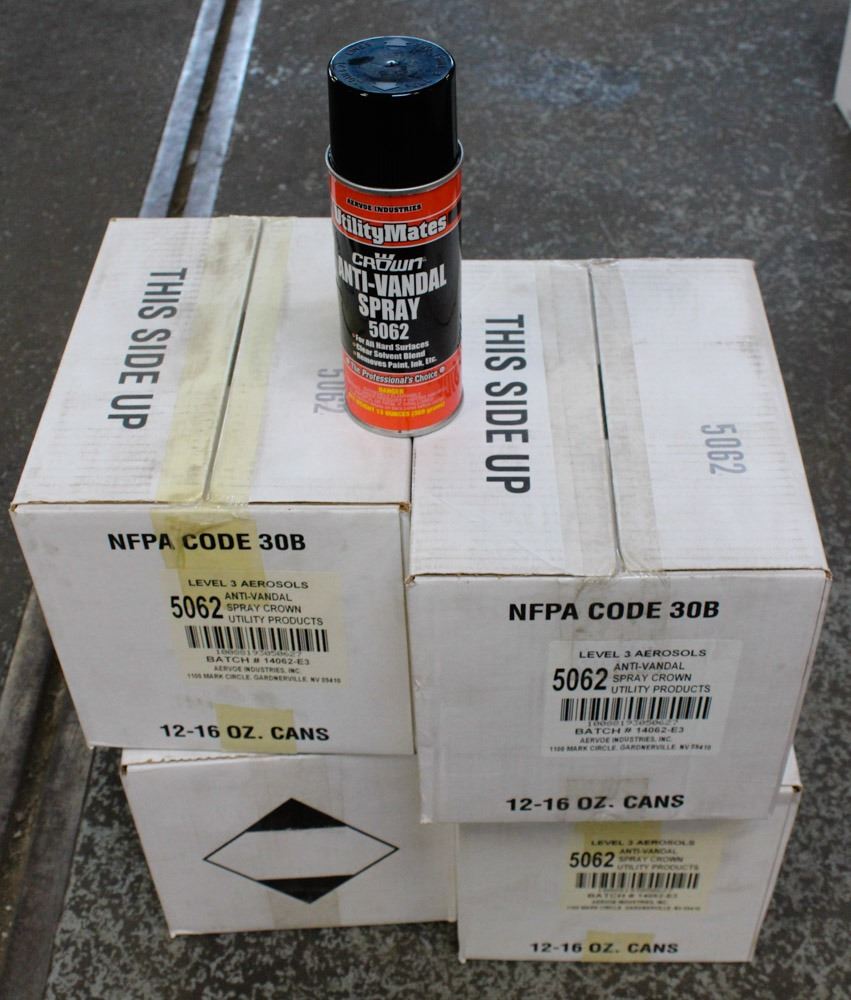 AERVOE INDUSTRIES
UtilityMates
CROWN
ANTI-VANDAL
SPRAY
5062
For All Hard Surfaces
Clear Solvent Blend
Removes Paint, Ink, Etc.
The Professional's Choice
DANGER
THIS SIDE UP
5062
THIS SIDE UP
5062
NFPA CODE 30B
LEVEL 3 AEROSOLS
5062 ANTI-VANDAL
SPRAY CROWN
UTILITY PRODUCTS
BATCH # 14062-E3
AERVOE INDUSTRIES, INC.
1100 MARK CIRCLE, GARDNERVILLE, NV 89410
12-16 OZ. CANS
NFPA CODE 30B
LEVEL 3 AEROSOLS
5062 ANTI-VANDAL
SPRAY CROWN
UTILITY PRODUCTS
BATCH # 14062-E3
AERVOE INDUSTRIES, INC.
1100 MARK CIRCLE, GARDNERVILLE, NV 89410
12-16 OZ. CANS
LEVEL 3 AEROSOLS
5062 ANTI-VANDAL
SPRAY CROWN
UTILITY PRODUCTS
BATCH # 14062-E3
12-16 OZ. CANS